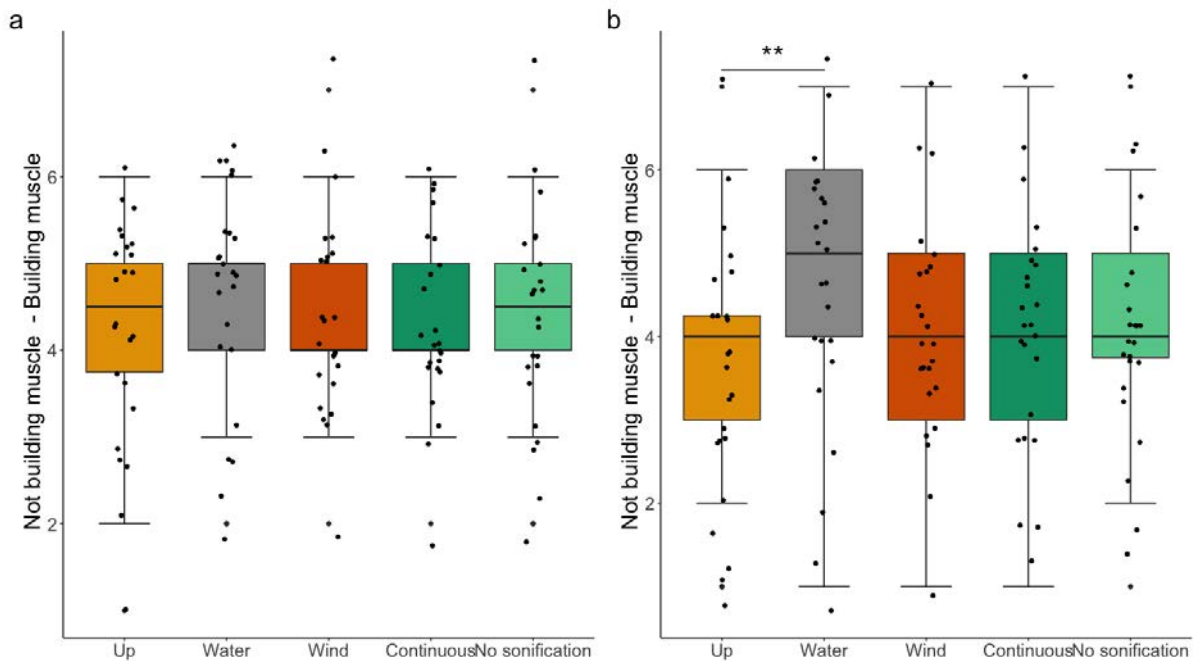 a
Not building muscle - Building muscle
6
4
2
Up Water Wind Continuous No sonification
b
**
Not building muscle - Building muscle
6
4
2
Up Water Wind Continuous No sonification